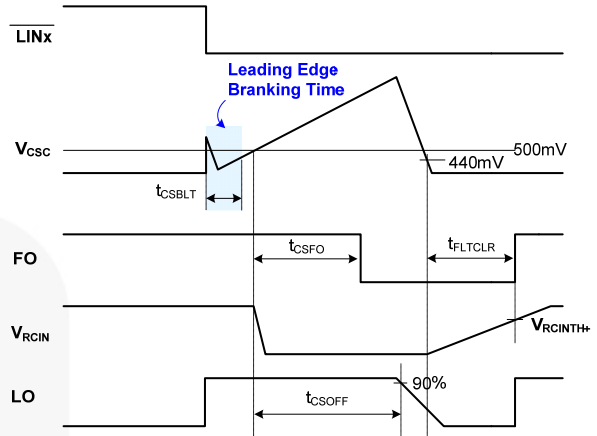 LINx
Leading Edge
Branking Time
VCSC
500mV
440mV
tCSBLT
FO
tCSFO
tFLTCLR
VRCIN
VRCINTH+
LO
90%
tCSOFF